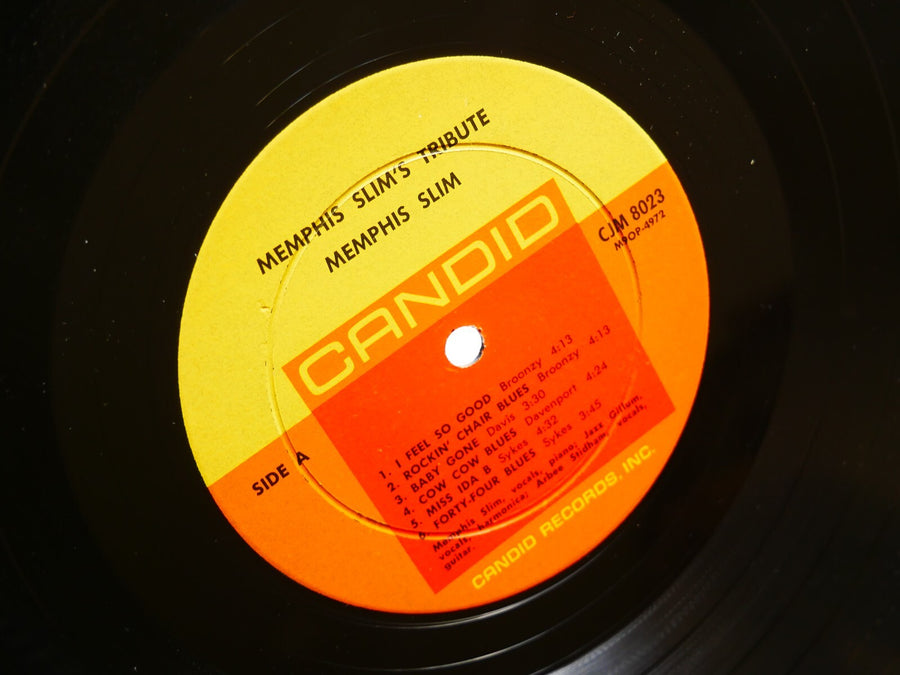 MEMPHIS SLIM'S TRIBUTE
MEMPHIS SLIM
CANDID
CJM 8023
M9OP-4972
SIDE A
1. I FEEL SO GOOD Broonzy 4:13
2. ROCKIN' CHAIR BLUES Broonzy 4:13
3. BABY GONE Davis 3:30
4. COW COW BLUES Davenport 4:24
5. MISS IDA B Sykes 4:32
6 FORTY-FOUR BLUES Sykes 3:45
Memphis Slim, vocals, piano; Jazz Gillum,
vocals, harmonica; Arbee Stidham, vocals,
guitar.
CANDID RECORDS, INC.